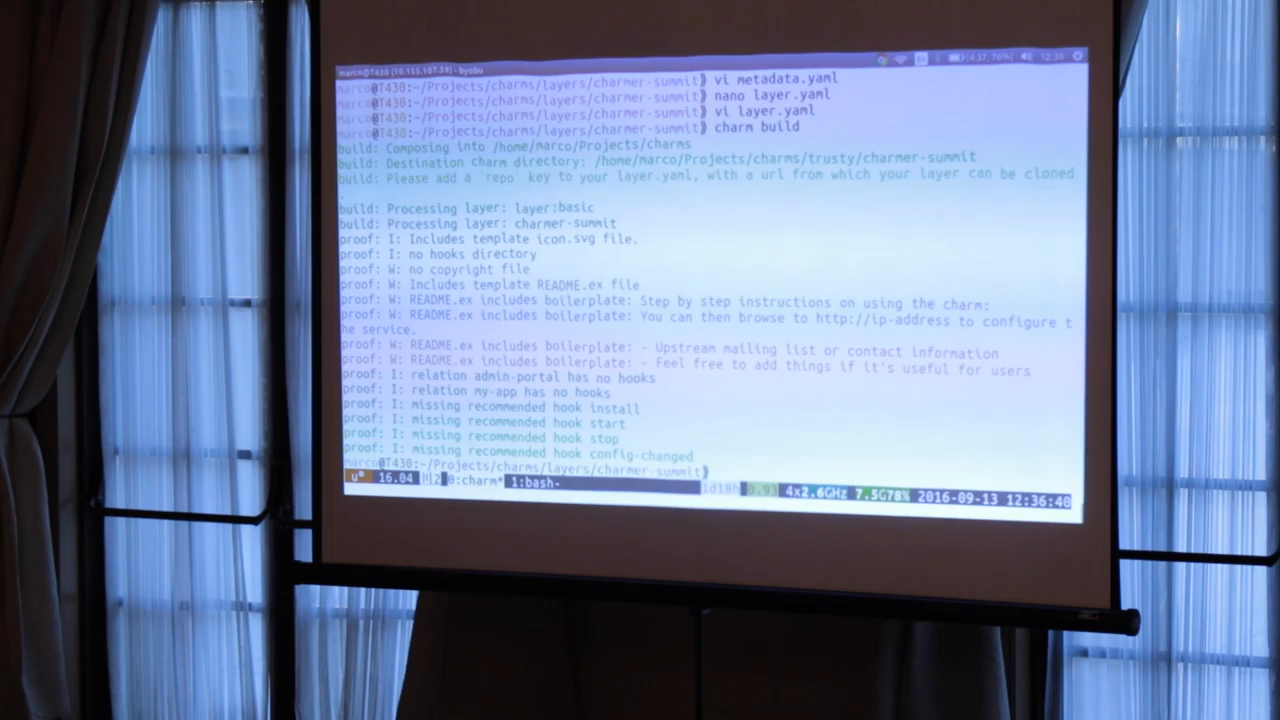 marco@T430 (10.155.107.59) - byobu
(4:37, 76%) 12:36
marco@T430:~/Projects/charms/layers/charmer-summit⟫ vi metadata.yaml
marco@T430:~/Projects/charms/layers/charmer-summit⟫ nano layer.yaml
marco@T430:~/Projects/charms/layers/charmer-summit⟫ vi layer.yaml
marco@T430:~/Projects/charms/layers/charmer-summit⟫ charm build
build: Composing into /home/marco/Projects/charms
build: Destination charm directory: /home/marco/Projects/charms/trusty/charmer-summit
build: Please add a `repo` key to your layer.yaml, with a url from which your layer can be cloned
.
build: Processing layer: layer:basic
build: Processing layer: charmer-summit
proof: I: Includes template icon.svg file.
proof: I: no hooks directory
proof: W: no copyright file
proof: W: Includes template README.ex file
proof: W: README.ex includes boilerplate: Step by step instructions on using the charm:
proof: W: README.ex includes boilerplate: You can then browse to http://ip-address to configure t
he service.
proof: W: README.ex includes boilerplate: - Upstream mailing list or contact information
proof: W: README.ex includes boilerplate: - Feel free to add things if it's useful for users
proof: I: relation admin-portal has no hooks
proof: I: relation my-app has no hooks
proof: I: missing recommended hook install
proof: I: missing recommended hook start
proof: I: missing recommended hook stop
proof: I: missing recommended hook config-changed
marco@T430:~/Projects/charms/layers/charmer-summit⟫
16.04 0:charm* 1:bash- 1d18h 0.93 4x2.6GHz 7.5G78% 2016-09-13 12:36:40